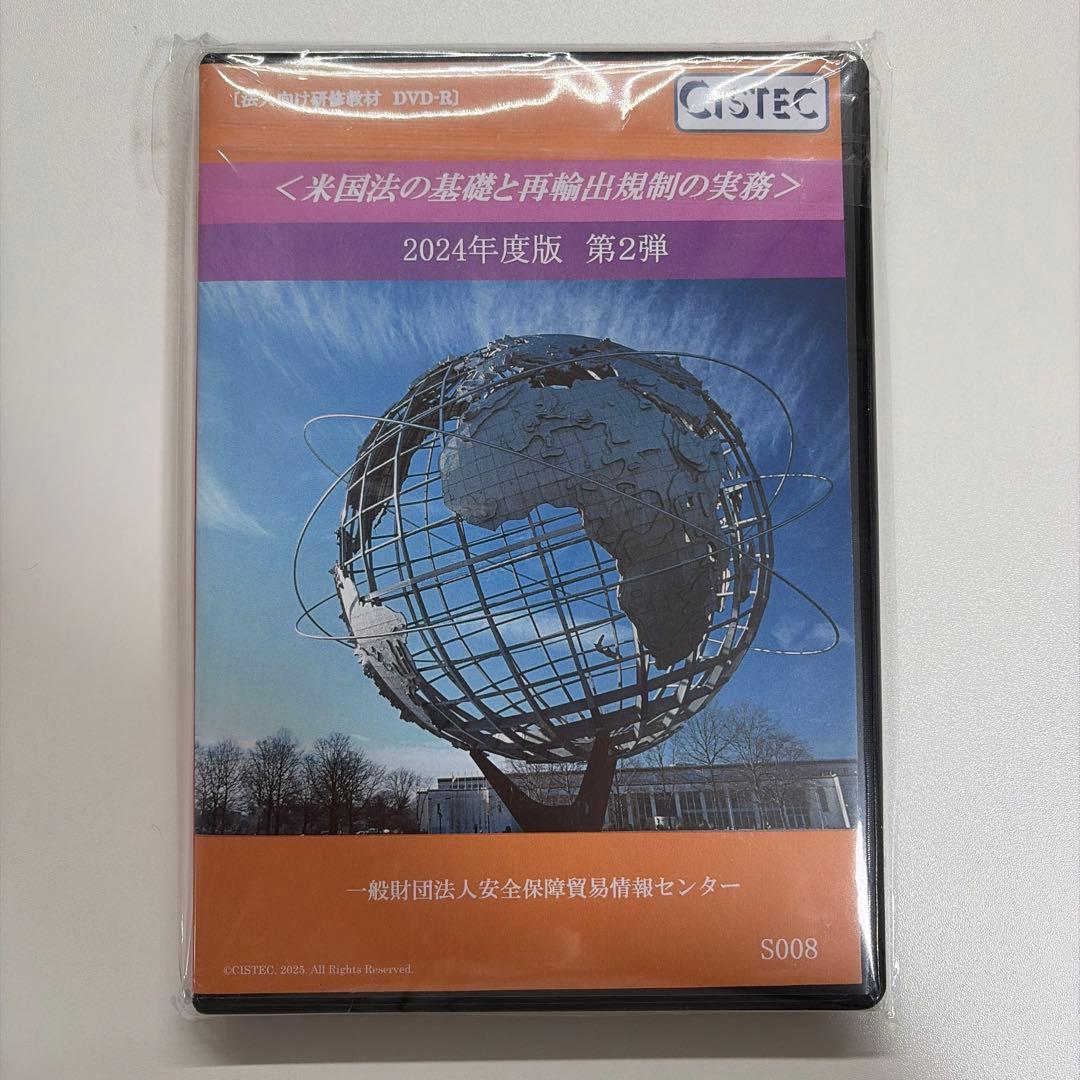 ［法人向け研修教材　DVD-R］
CISTEC
＜米国法の基礎と再輸出規制の実務＞
2024年度版　第2弾
一般財団法人安全保障貿易情報センター
S008
©CISTEC. 2025. All Rights Reserved.